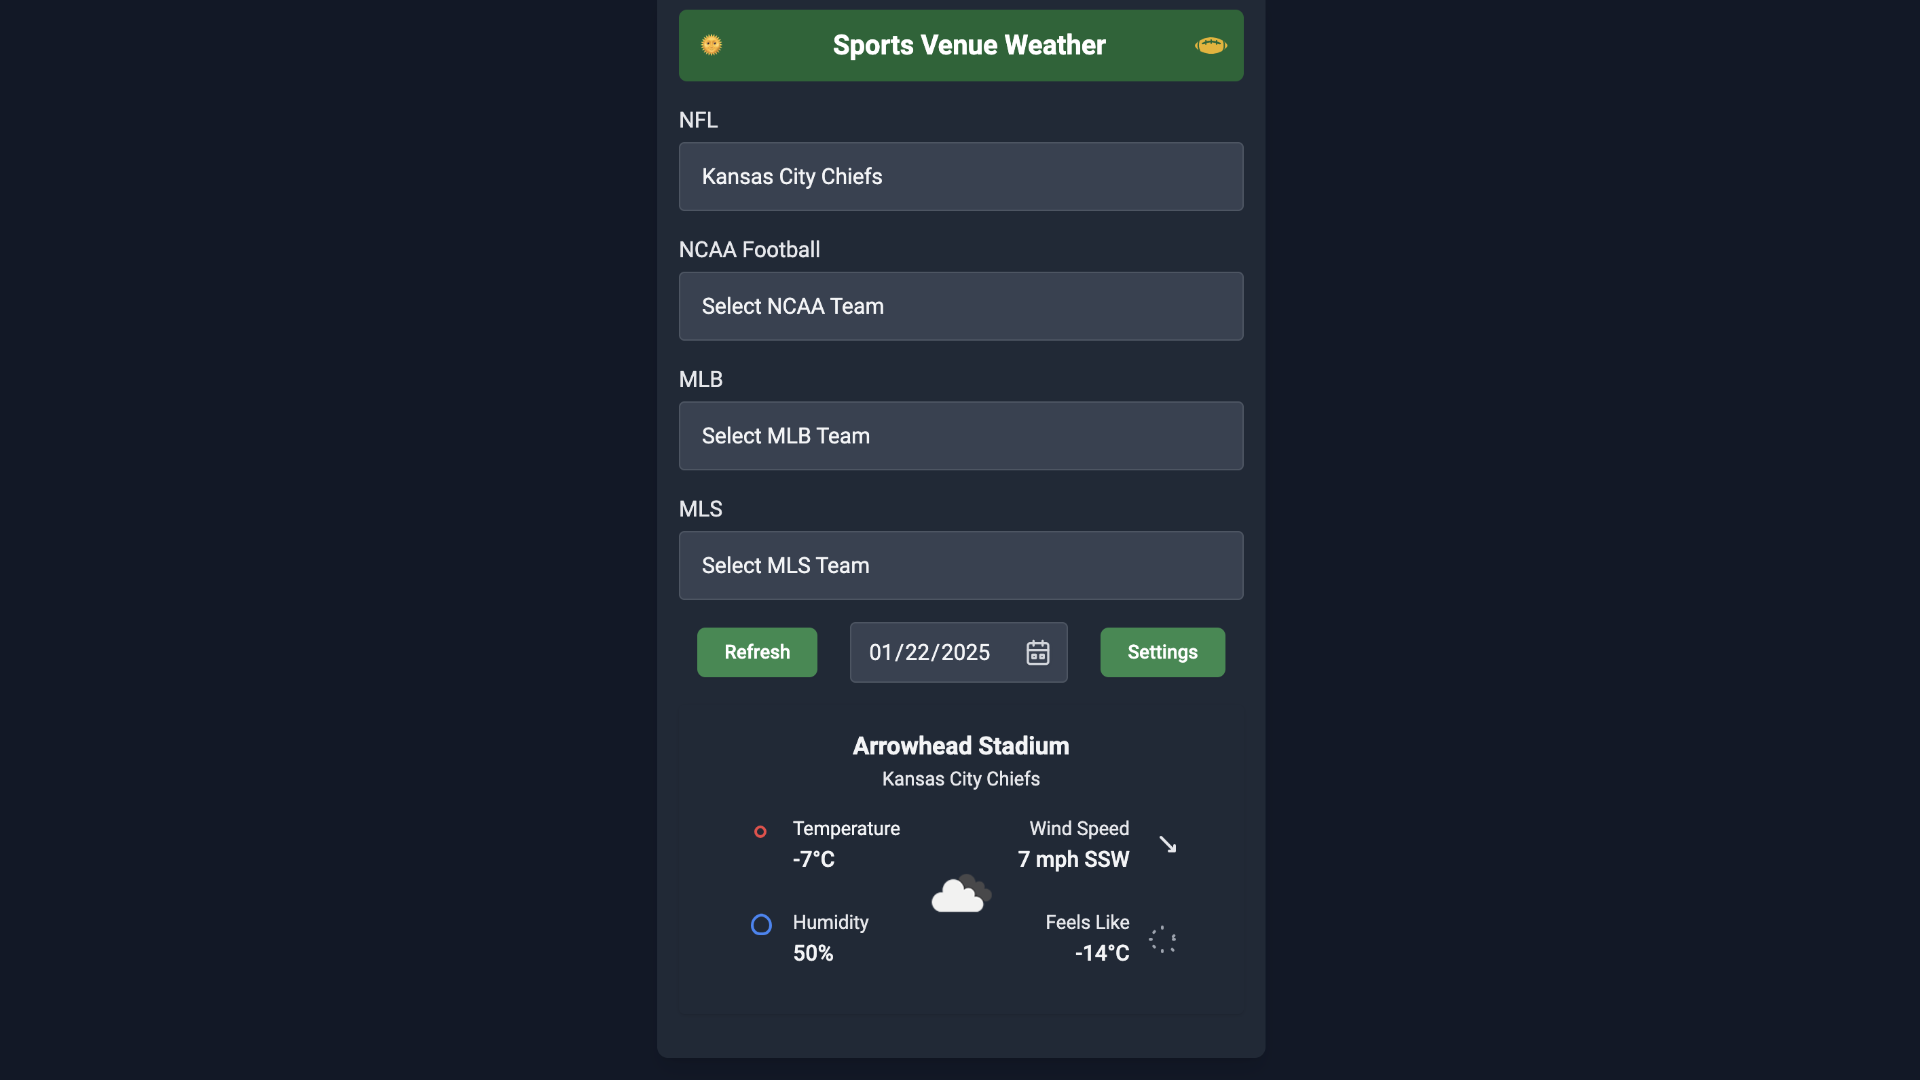 Sports Venue Weather
NFL
Kansas City Chiefs
NCAA Football
Select NCAA Team
MLB
Select MLB Team
MLS
Select MLS Team
Refresh
01/22/2025
Settings
Arrowhead Stadium
Kansas City Chiefs
Temperature
-7°C
Wind Speed
7 mph SSW
Humidity
50%
Feels Like
-14°C